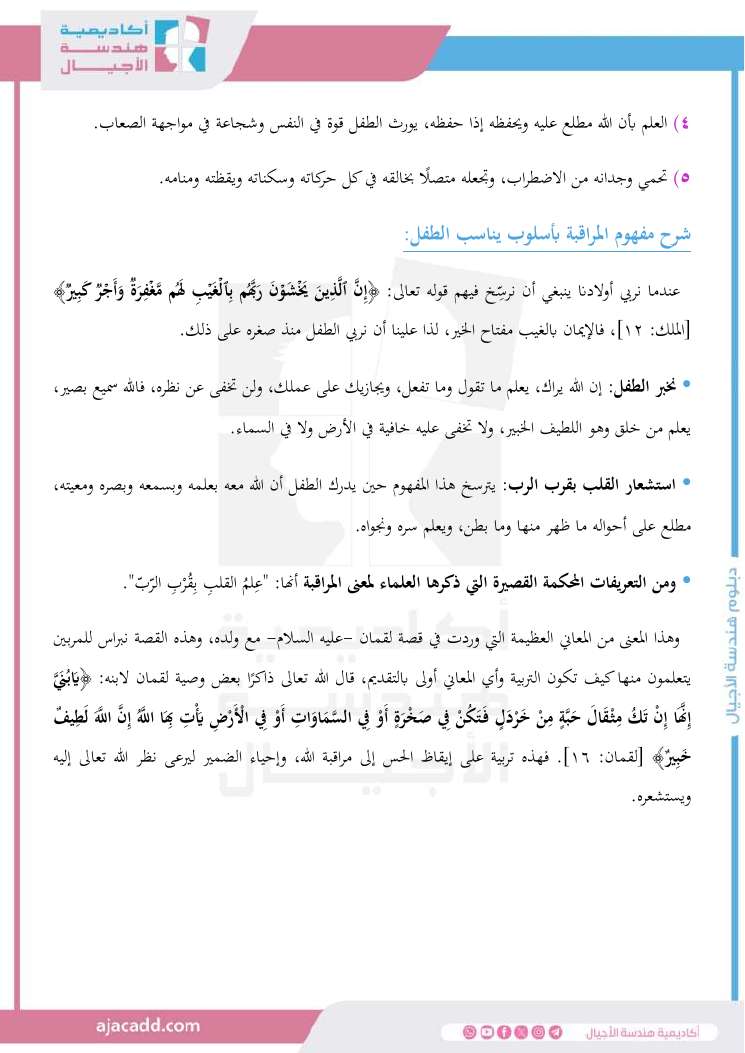 أكاديمية
هندسة
الأجيال
٤) العلم بأن الله مطلع عليه ويحفظه إذا حفظه، يورث الطفل قوة في النفس وشجاعة في مواجهة الصعاب.
٥) تحمي وجدانه من الاضطراب، وتجعله متصلًا بخالقه في كل حركاته وسكناته ويقظته ومنامه.
شرح مفهوم المراقبة بأسلوب يناسب الطفل:
عندما نربي أولادنا ينبغي أن نرسِّخ فيهم قوله تعالى: ﴿إِنَّ ٱلَّذِينَ يَخۡشَوۡنَ رَبَّهُم بِٱلۡغَيۡبِ لَهُم مَّغۡفِرَةٞ وَأَجۡرٞ كَبِيرٞ﴾
[الملك: ١٢]، فالإيمان بالغيب مفتاح الخير، لذا علينا أن نربي الطفل منذ صغره على ذلك.
• نخبر الطفل: إن الله يراك، يعلم ما تقول وما تفعل، ويجازيك على عملك، ولن تخفى عن نظره، فالله سميع بصير،
يعلم من خلق وهو اللطيف الخبير، ولا تخفى عليه خافية في الأرض ولا في السماء.
• استشعار القلب بقرب الرب: يترسخ هذا المفهوم حين يدرك الطفل أن الله معه بعلمه وبسمعه وبصره ومعيته،
مطلع على أحواله ما ظهر منها وما بطن، ويعلم سره ونجواه.
• ومن التعريفات المحكمة القصيرة التي ذكرها العلماء لمعنى المراقبة أنها: "عِلمُ القلبِ بِقُرْبِ الرّبّ".
وهذا المعنى من المعاني العظيمة التي وردت في قصة لقمان –عليه السلام– مع ولده، وهذه القصة نبراس للمربين
يتعلمون منها كيف تكون التربية وأي المعاني أولى بالتقديم، قال الله تعالى ذاكرًا بعض وصية لقمان لابنه: ﴿يَابُنَيَّ
إِنَّهَا إِنْ تَكُ مِثْقَالَ حَبَّةٍ مِنْ خَرْدَلٍ فَتَكُنْ فِي صَخْرَةٍ أَوْ فِي السَّمَاوَاتِ أَوْ فِي الْأَرْضِ يَأْتِ بِهَا اللَّهُ إِنَّ اللَّهَ لَطِيفٌ
خَبِيرٌ﴾ [لقمان: ١٦]. فهذه تربية على إيقاظ الحس إلى مراقبة الله، وإحياء الضمير ليرعى نظر الله تعالى إليه
ويستشعره.
أكاديمية
هندسة
الأجيال
دبلوم هندسة الأجيال
أكاديمية هندسة الأجيال
ajacadd.com